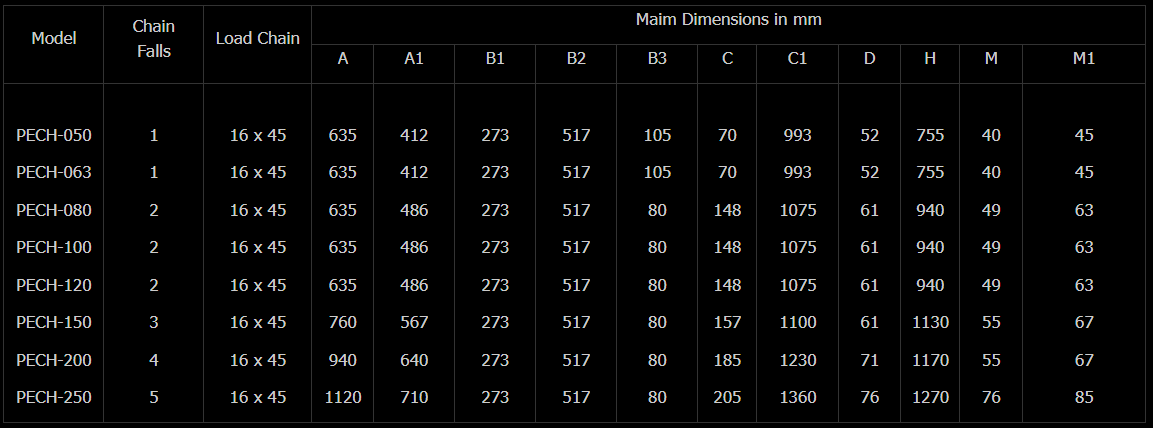 Model Chain Falls Load Chain Maim Dimensions in mm
A A1 B1 B2 B3 C C1 D H M M1
PECH-050 1 16 x 45 635 412 273 517 105 70 993 52 755 40 45
PECH-063 1 16 x 45 635 412 273 517 105 70 993 52 755 40 45
PECH-080 2 16 x 45 635 486 273 517 80 148 1075 61 940 49 63
PECH-100 2 16 x 45 635 486 273 517 80 148 1075 61 940 49 63
PECH-120 2 16 x 45 635 486 273 517 80 148 1075 61 940 49 63
PECH-150 3 16 x 45 760 567 273 517 80 157 1100 61 1130 55 67
PECH-200 4 16 x 45 940 640 273 517 80 185 1230 71 1170 55 67
PECH-250 5 16 x 45 1120 710 273 517 80 205 1360 76 1270 76 85